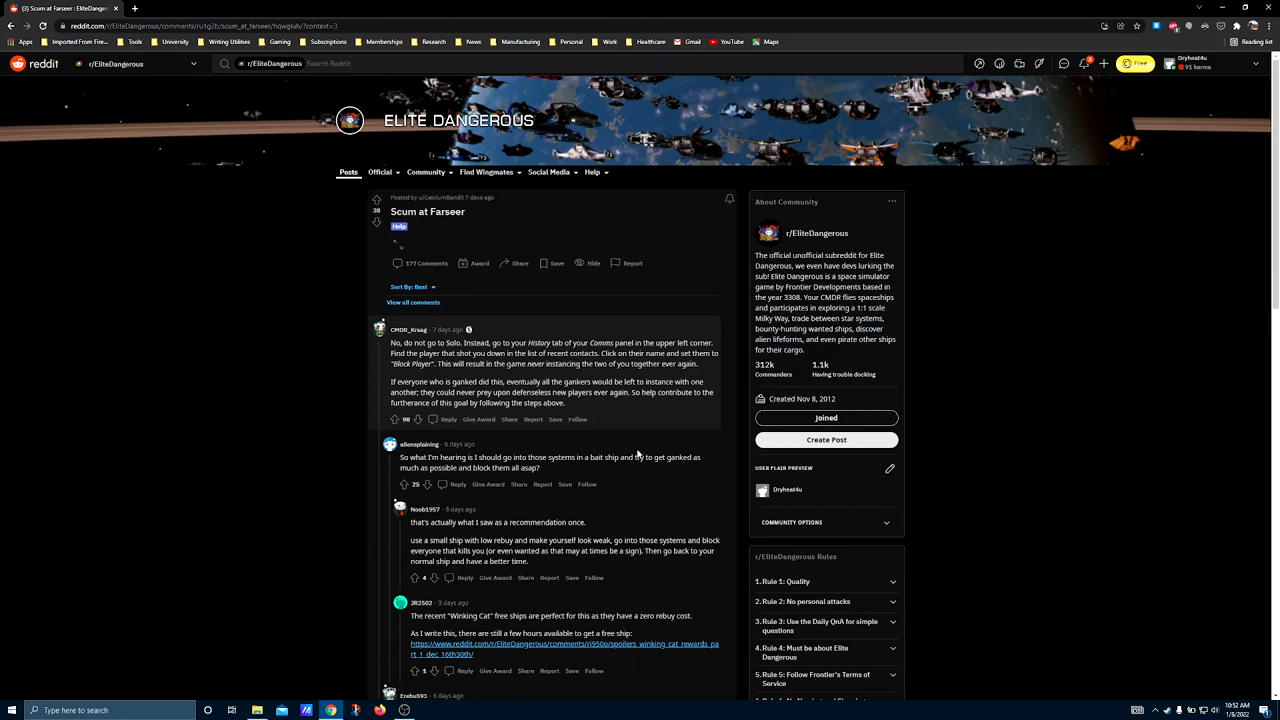 (3) Scum at Farseer : EliteDangerous
reddit.com/r/EliteDangerous/comments/ru1g2b/scum_at_farseer/hqwgluh/?context=3
Apps Imported From Fire... Tools University Writing Utilities Gaming Subscriptions Memberships Research News Manufacturing Personal Work Healthcare Gmail YouTube Maps Reading list
reddit r/EliteDangerous r/EliteDangerous Search Reddit Free Dryheat4u
91 karma
ELITE DANGEROUS
Posts Official Community Find Wingmates Social Media Help
Posted by u/CalciumBandit 7 days ago
38
Scum at Farseer
Help
177 Comments Award Share Save Hide Report
Sort By: Best
View all comments
CMDR_Kraag · 7 days ago
No, do not go to Solo. Instead, go to your History tab of your Comms panel in the upper left corner.
Find the player that shot you down in the list of recent contacts. Click on their name and set them to
"Block Player". This will result in the game never instancing the two of you together ever again.
If everyone who is ganked did this, eventually all the gankers would be left to instance with one
another; they could never prey upon defenseless new players ever again. So help contribute to the
furtherance of this goal by following the steps above.
98 Reply Give Award Share Report Save Follow
aliensplaining · 6 days ago
So what I'm hearing is I should go into those systems in a bait ship and try to get ganked as
much as possible and block them all asap?
25 Reply Give Award Share Report Save Follow
Noob1957 · 6 days ago
that's actually what I saw as a recommendation once.
use a small ship with low rebuy and make yourself look weak, go into those systems and block
everyone that kills you (or even wanted as that may at times be a sign). Then go back to your
normal ship and have a better time.
4 Reply Give Award Share Report Save Follow
JR2502 · 3 days ago
The recent "Winking Cat" free ships are perfect for this as they have a zero rebuy cost.
As I write this, there are still a few hours available to get a free ship:
https://www.reddit.com/r/EliteDangerous/comments/ri950o/spoilers_winking_cat_rewards_pa
rt_1_dec_16th30th/
1 Reply Give Award Share Report Save Follow
Erebu593 · 6 days ago
About Community
r/EliteDangerous
The official unofficial subreddit for Elite
Dangerous, we even have devs lurking the
sub! Elite Dangerous is a space simulator
game by Frontier Developments based in
the year 3308. Your CMDR flies spaceships
and participates in exploring a 1:1 scale
Milky Way, trade between star systems,
bounty-hunting wanted ships, discover
alien lifeforms, and even pirate other ships
for their cargo.
312k 1.1k
Commanders Having trouble docking
Created Nov 8, 2012
Joined
Create Post
USER FLAIR PREVIEW
Dryheat4u
COMMUNITY OPTIONS
r/EliteDangerous Rules
1. Rule 1: Quality
2. Rule 2: No personal attacks
3. Rule 3: Use the Daily QnA for simple
questions
4. Rule 4: Must be about Elite
Dangerous
5. Rule 5: Follow Frontier's Terms of
Service
Type here to search
10:52 AM
1/8/2022